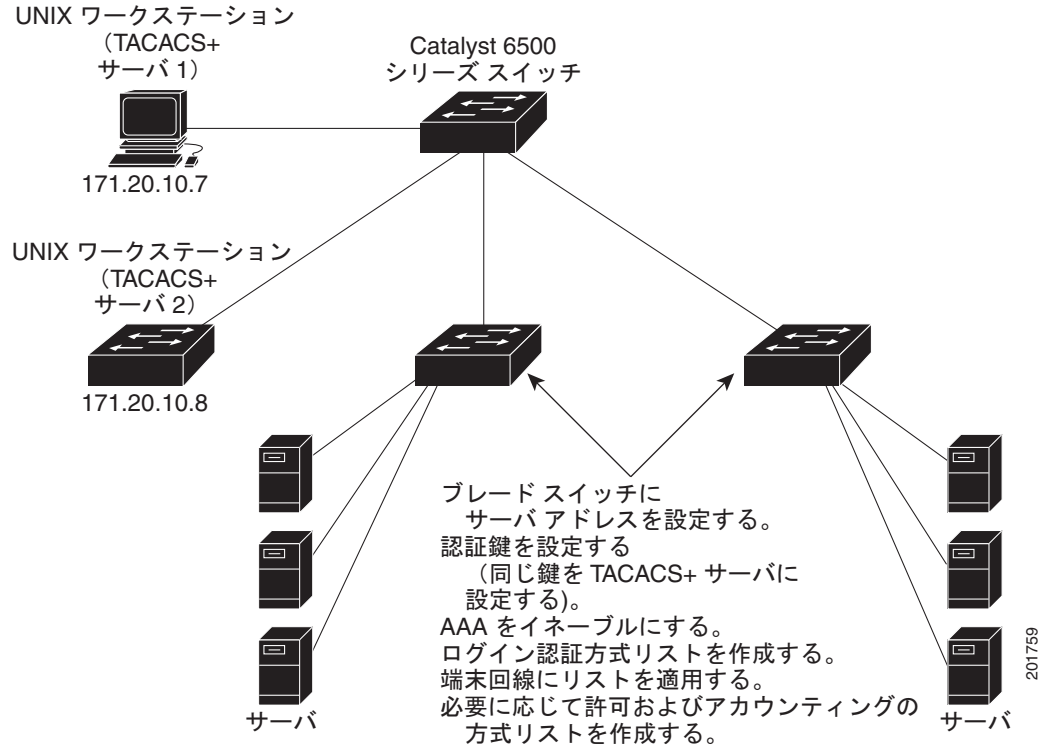 UNIX ワークステーション
（TACACS+
サーバ 1）
171.20.10.7
Catalyst 6500
シリーズ スイッチ
UNIX ワークステーション
（TACACS+
サーバ 2）
171.20.10.8
ブレード スイッチに
サーバ アドレスを設定する。
認証鍵を設定する
（同じ鍵を TACACS+ サーバに
設定する)。
AAA をイネーブルにする。
ログイン認証方式リストを作成する。
端末回線にリストを適用する。
必要に応じて許可およびアカウンティングの
方式リストを作成する。
サーバ
サーバ
201759